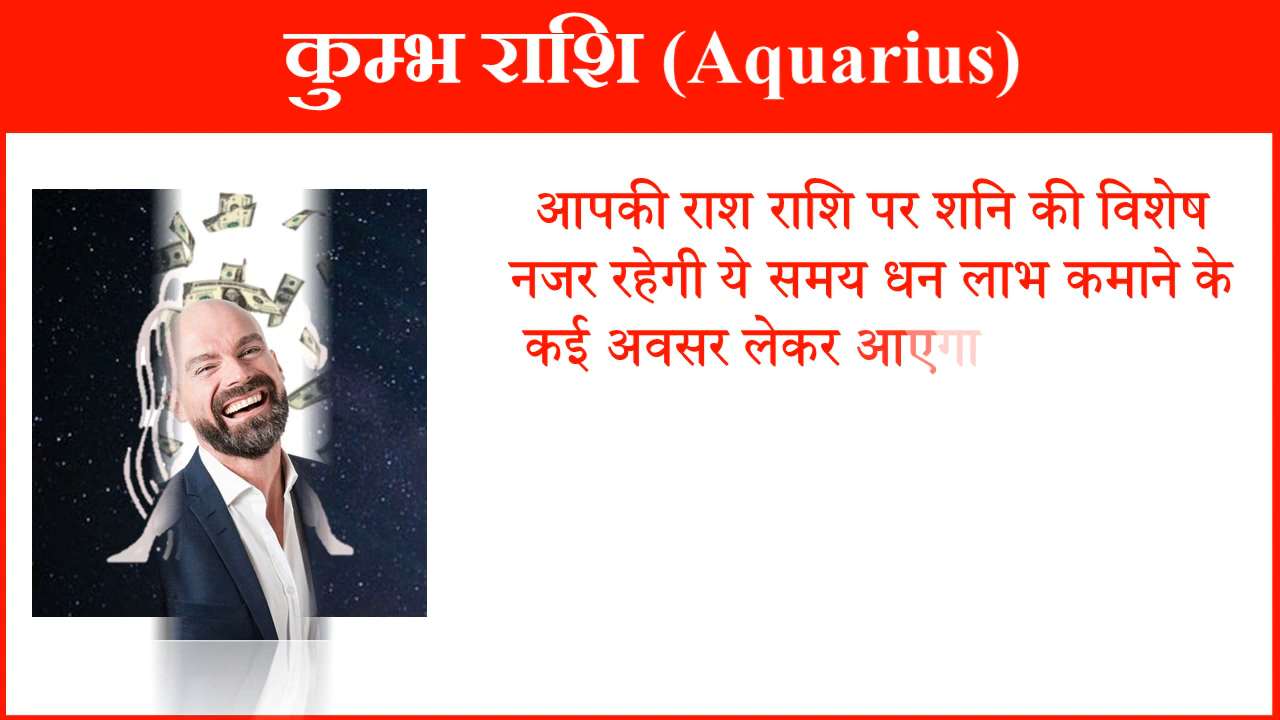 कुम्भ राशि (Aquarius)
आपकी राश राशि पर शनि की विशेष
नजर रहेगी ये समय धन लाभ कमाने के
कई अवसर लेकर आएगा